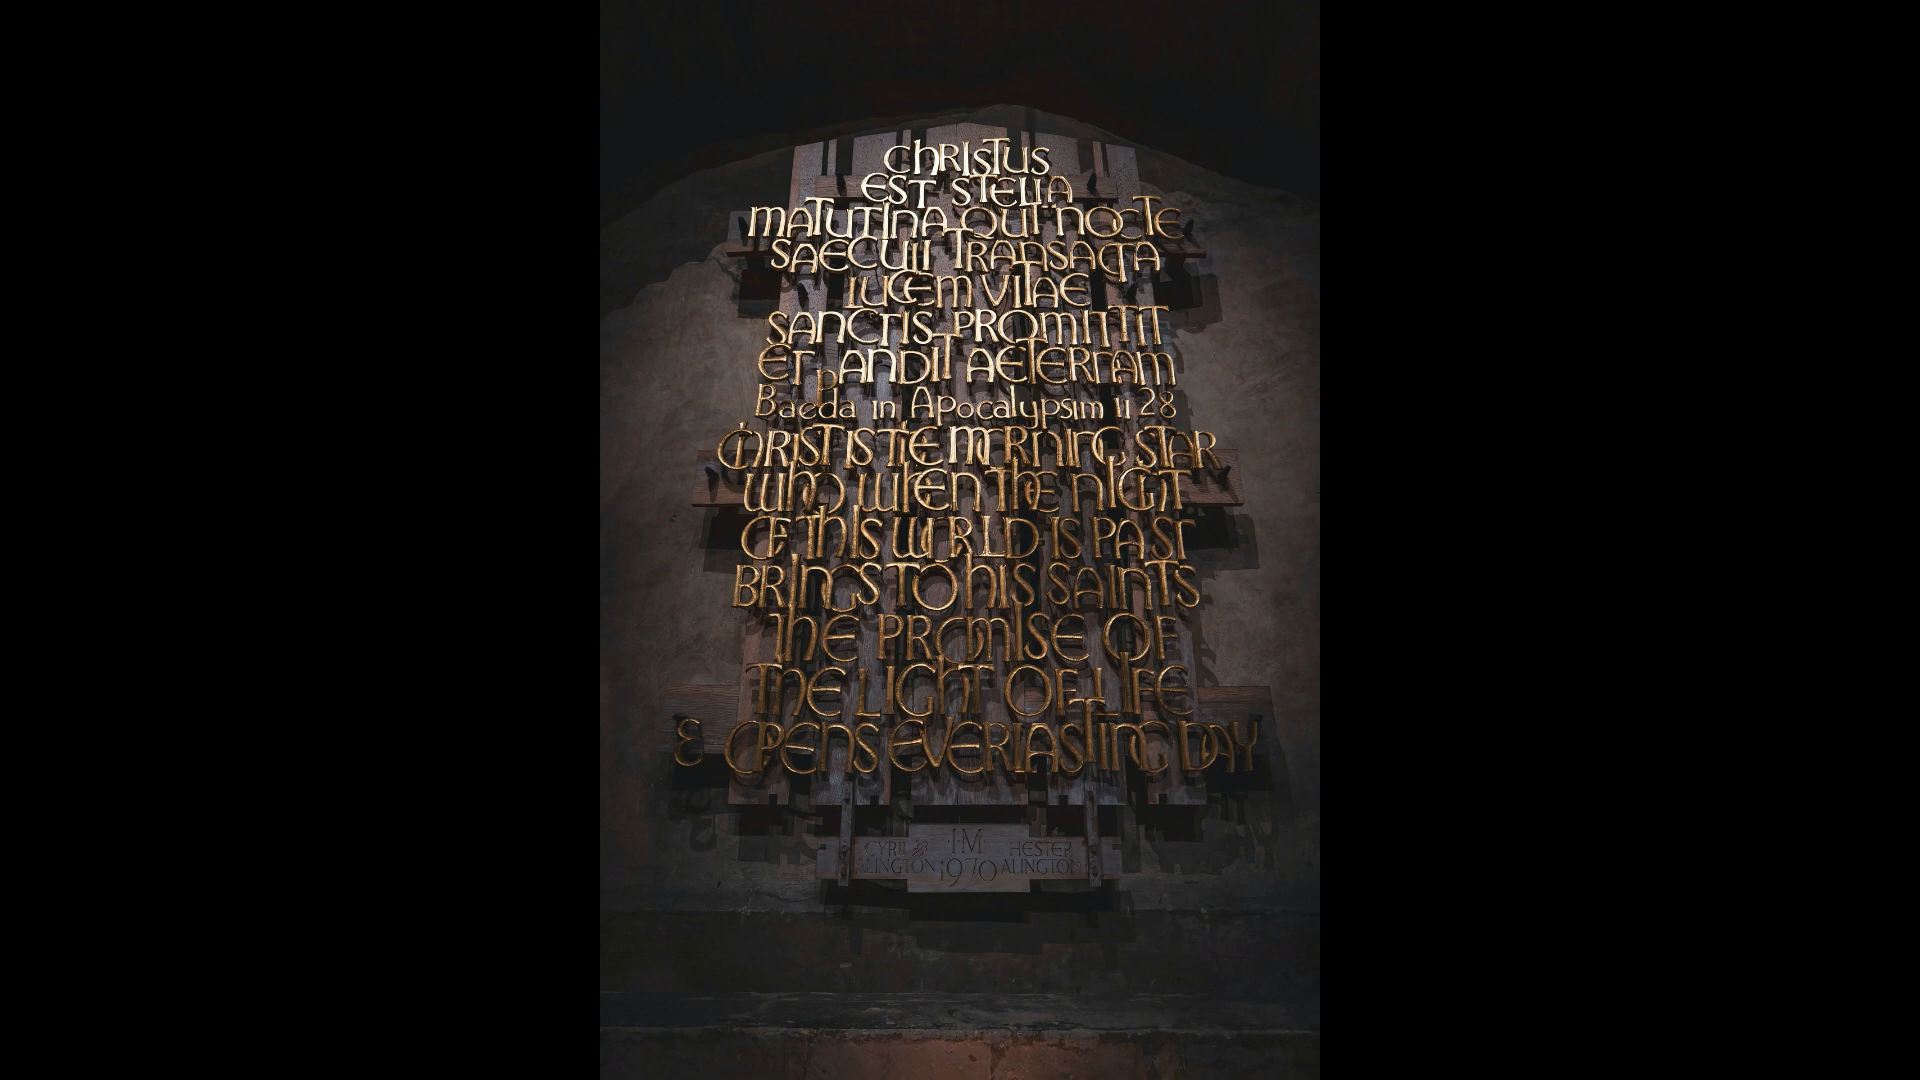 CHRISTUS
EST STELLA
MATUTINA QUI NOCTE
SAECULI TRANSACTA
LUCEM VITAE
SANCTIS PROMITTIT
ET PANDIT AETERNAM
Baeda in Apocalypsim ii 28
CHRIST IS THE MORNING STAR
WHO WHEN THE NIGHT
OF THIS WORLD IS PAST
BRINGS TO HIS SAINTS
THE PROMISE OF
THE LIGHT OF LIFE
& OPENS EVERLASTING DAY
CYRIL & ·I·M· HESTER
ALINGTON 1970 ALINGTON